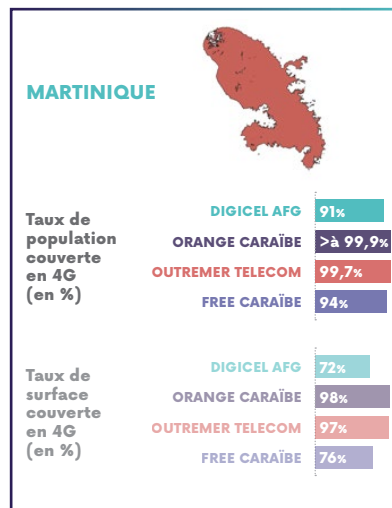 MARTINIQUE
Taux de
population
couverte
en 4G
(en %)
DIGICEL AFG 91%
ORANGE CARAÏBE >à 99,9%
OUTREMER TELECOM 99,7%
FREE CARAÏBE 94%
Taux de
surface
couverte
en 4G
(en %)
DIGICEL AFG 72%
ORANGE CARAÏBE 98%
OUTREMER TELECOM 97%
FREE CARAÏBE 76%